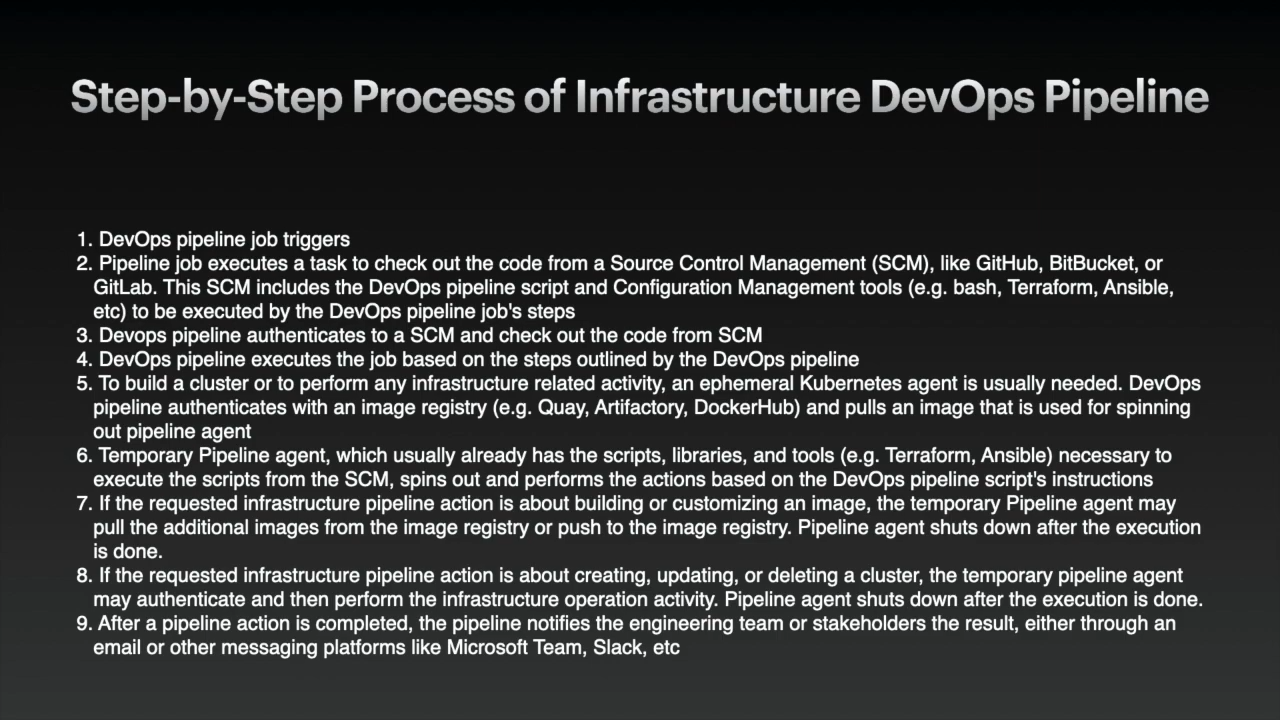 Step-by-Step Process of Infrastructure DevOps Pipeline
1. DevOps pipeline job triggers
2. Pipeline job executes a task to check out the code from a Source Control Management (SCM), like GitHub, BitBucket, or
GitLab. This SCM includes the DevOps pipeline script and Configuration Management tools (e.g. bash, Terraform, Ansible,
etc) to be executed by the DevOps pipeline job's steps
3. Devops pipeline authenticates to a SCM and check out the code from SCM
4. DevOps pipeline executes the job based on the steps outlined by the DevOps pipeline
5. To build a cluster or to perform any infrastructure related activity, an ephemeral Kubernetes agent is usually needed. DevOps
pipeline authenticates with an image registry (e.g. Quay, Artifactory, DockerHub) and pulls an image that is used for spinning
out pipeline agent
6. Temporary Pipeline agent, which usually already has the scripts, libraries, and tools (e.g. Terraform, Ansible) necessary to
execute the scripts from the SCM, spins out and performs the actions based on the DevOps pipeline script's instructions
7. If the requested infrastructure pipeline action is about building or customizing an image, the temporary Pipeline agent may
pull the additional images from the image registry or push to the image registry. Pipeline agent shuts down after the execution
is done.
8. If the requested infrastructure pipeline action is about creating, updating, or deleting a cluster, the temporary pipeline agent
may authenticate and then perform the infrastructure operation activity. Pipeline agent shuts down after the execution is done.
9. After a pipeline action is completed, the pipeline notifies the engineering team or stakeholders the result, either through an
email or other messaging platforms like Microsoft Team, Slack, etc